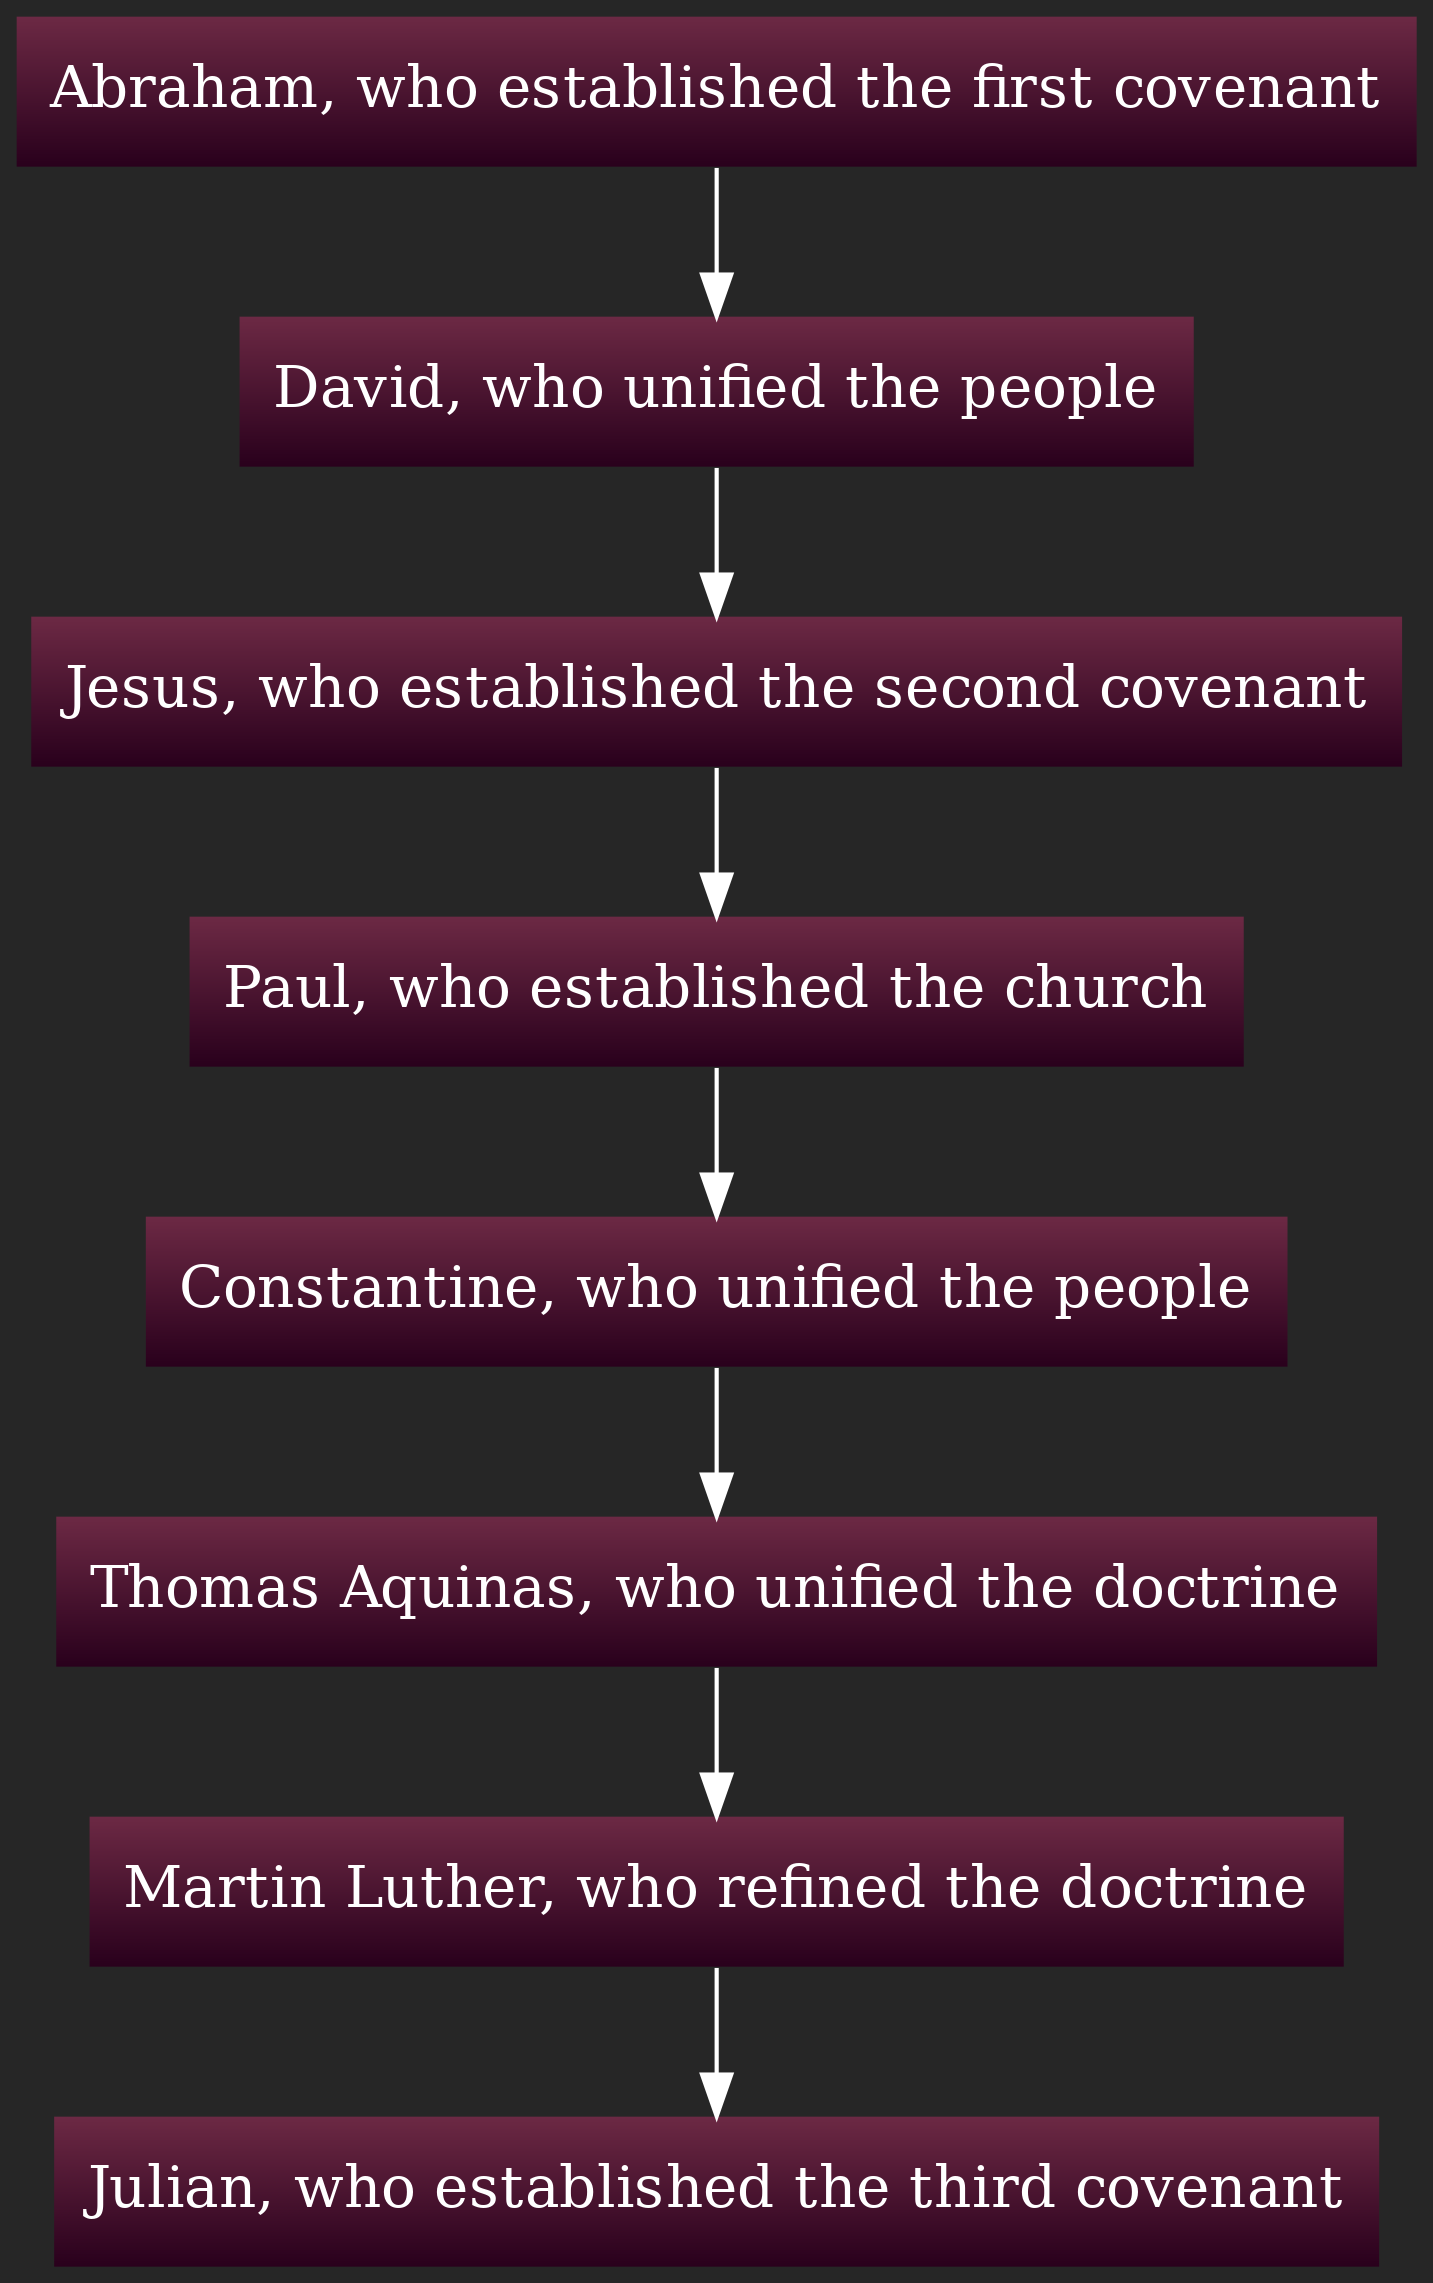 Abraham, who established the first covenant
David, who unified the people
Jesus, who established the second covenant
Paul, who established the church
Constantine, who unified the people
Thomas Aquinas, who unified the doctrine
Martin Luther, who refined the doctrine
Julian, who established the third covenant